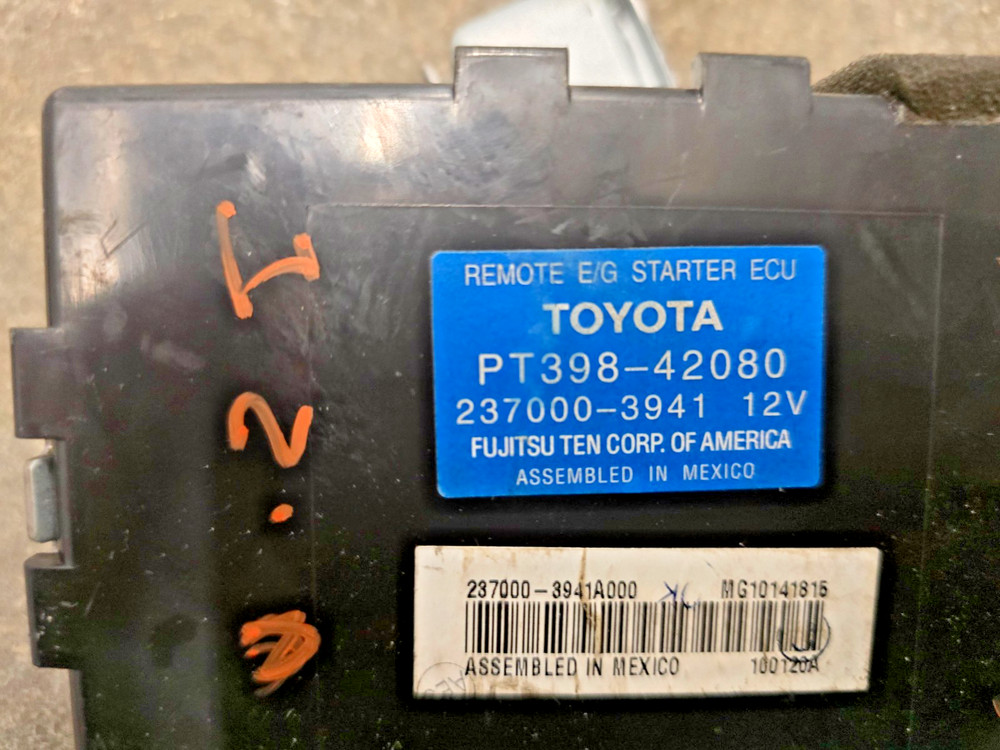 REMOTE E/G STARTER ECU
TOYOTA
PT398-42080
237000-3941 12V
FUJITSU TEN CORP. OF AMERICA
ASSEMBLED IN MEXICO
237000-3941A000 MG10141815
ASSEMBLED IN MEXICO 100120A